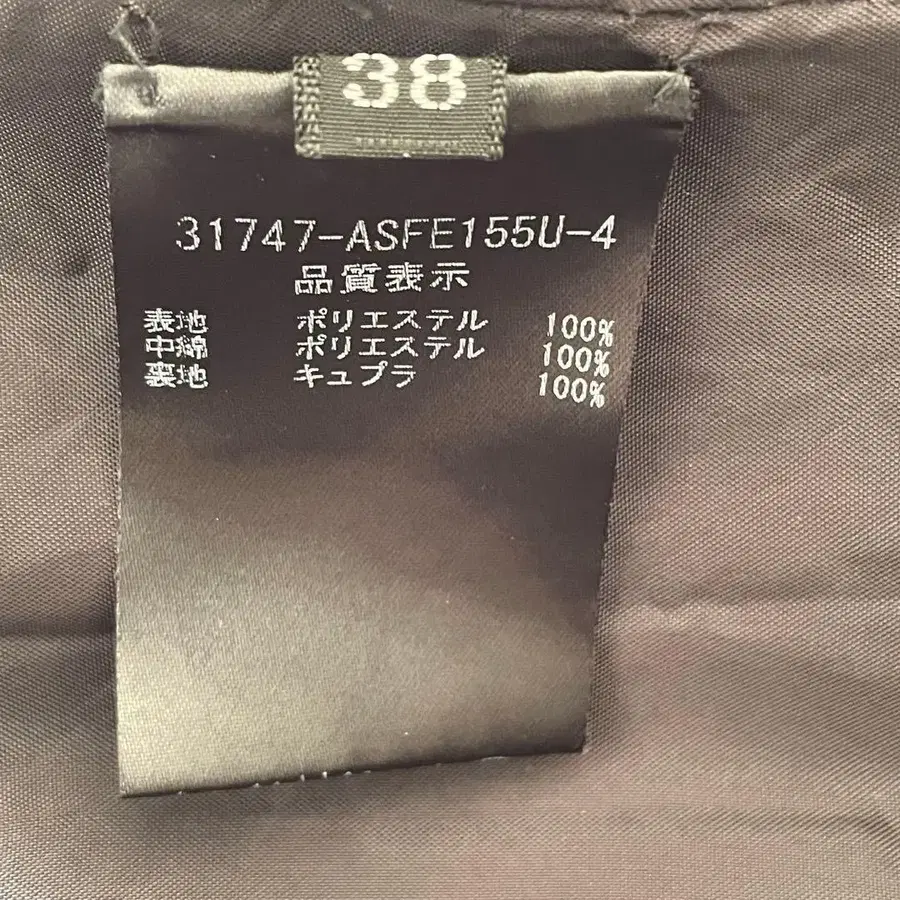 38
31747-ASFE155U-4
品質表示
表地 ポリエステル 100%
中綿 ポリエステル 100%
裏地 キュプラ 100%